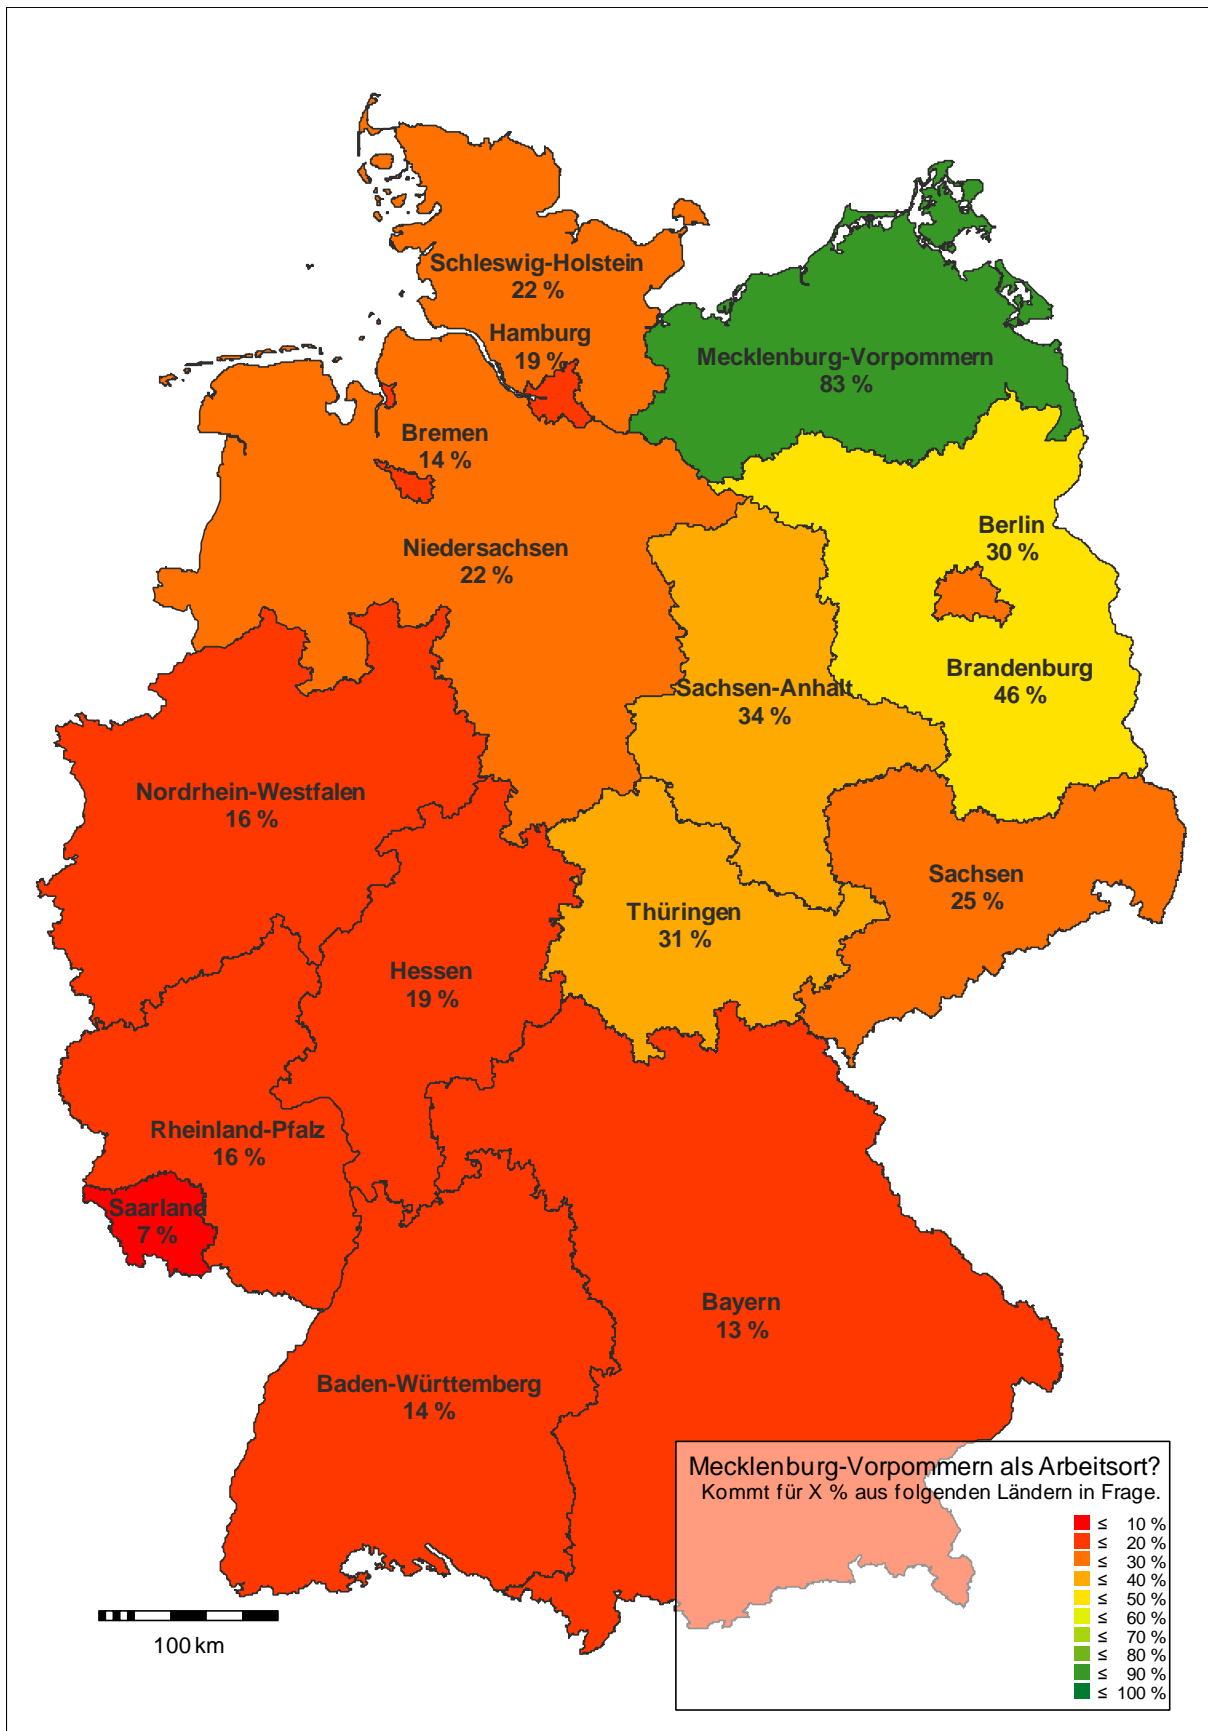 Schleswig-Holstein
22 %
Hamburg
19 %
Mecklenburg-Vorpommern
83 %
Bremen
14 %
Berlin
30 %
Niedersachsen
22 %
Brandenburg
46 %
Sachsen-Anhalt
34 %
Nordrhein-Westfalen
16 %
Sachsen
25 %
Thüringen
31 %
Hessen
19 %
Rheinland-Pfalz
16 %
Saarland
7 %
Bayern
13 %
Baden-Württemberg
14 %
Mecklenburg-Vorpommern als Arbeitsort?
Kommt für X % aus folgenden Ländern in Frage.
≤ 10 %
≤ 20 %
≤ 30 %
≤ 40 %
≤ 50 %
≤ 60 %
≤ 70 %
≤ 80 %
≤ 90 %
≤ 100 %
100 km